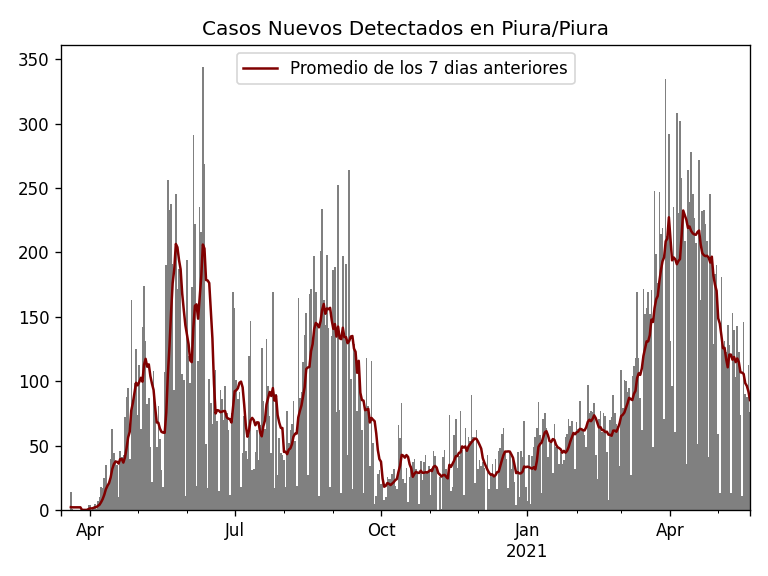 Casos Nuevos Detectados en Piura/Piura
Promedio de los 7 dias anteriores
350
300
250
200
150
100
50
0
Apr
Jul
Oct
Jan
2021
Apr